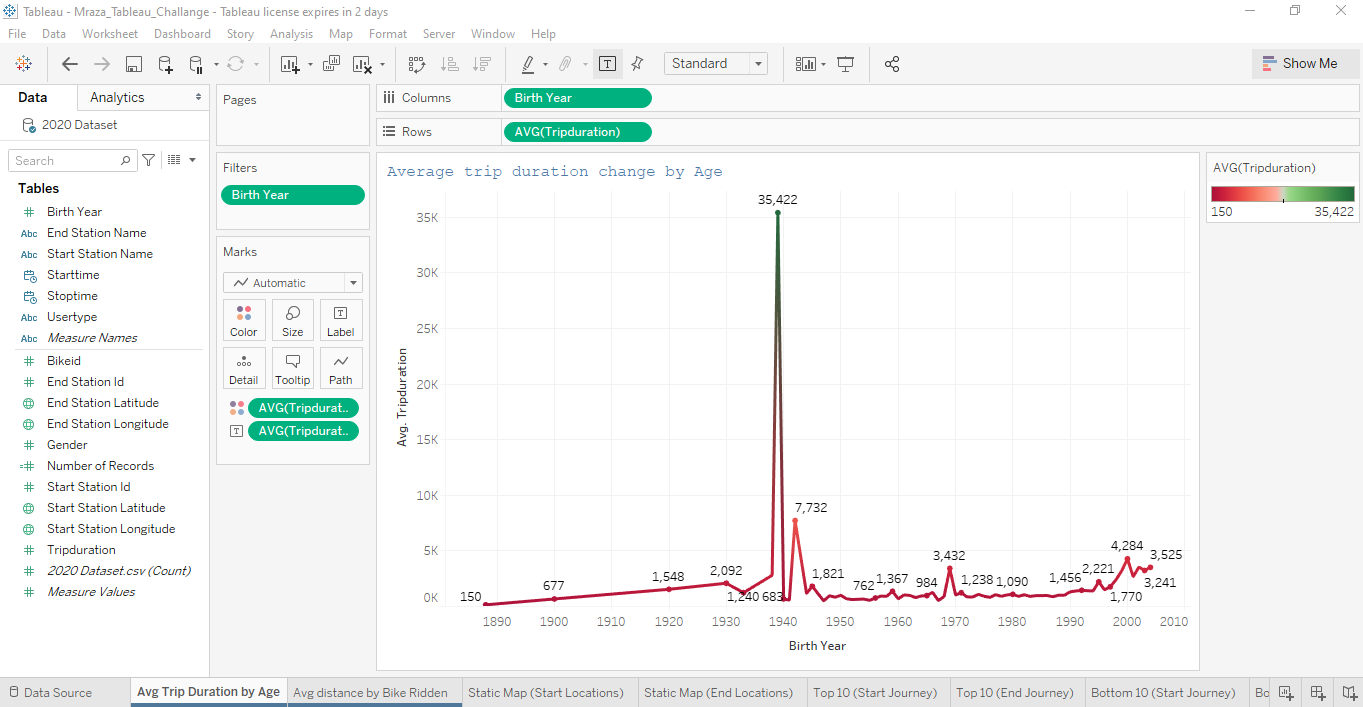 Tableau - Mraza_Tableau_Challange - Tableau license expires in 2 days
File Data Worksheet Dashboard Story Analysis Map Format Server Window Help
Standard Show Me
Data Analytics
2020 Dataset
Search
Tables
Birth Year
Abc End Station Name
Abc Start Station Name
Starttime
Stoptime
Abc Usertype
Abc Measure Names
Bikeid
End Station Id
End Station Latitude
End Station Longitude
Gender
Number of Records
Start Station Id
Start Station Latitude
Start Station Longitude
Tripduration
2020 Dataset.csv (Count)
Measure Values
Pages
Filters
Birth Year
Marks
Automatic
Color Size Label
Detail Tooltip Path
AVG(Tripdurat..
AVG(Tripdurat..
Columns Birth Year
Rows AVG(Tripduration)
Average trip duration change by Age
Avg. Tripduration
35K
30K
25K
20K
15K
10K
5K
0K
35,422
7,732
4,284
3,432 3,525
1,548 2,092 1,821 1,367 1,238 1,456 2,221
677 762 984 1,090 3,241
150 1,240 683 1,770
1890 1900 1910 1920 1930 1940 1950 1960 1970 1980 1990 2000 2010
Birth Year
AVG(Tripduration)
150 35,422
Data Source Avg Trip Duration by Age Avg distance by Bike Ridden Static Map (Start Locations) Static Map (End Locations) Top 10 (Start Journey) Top 10 (End Journey) Bottom 10 (Start Journey) Bo